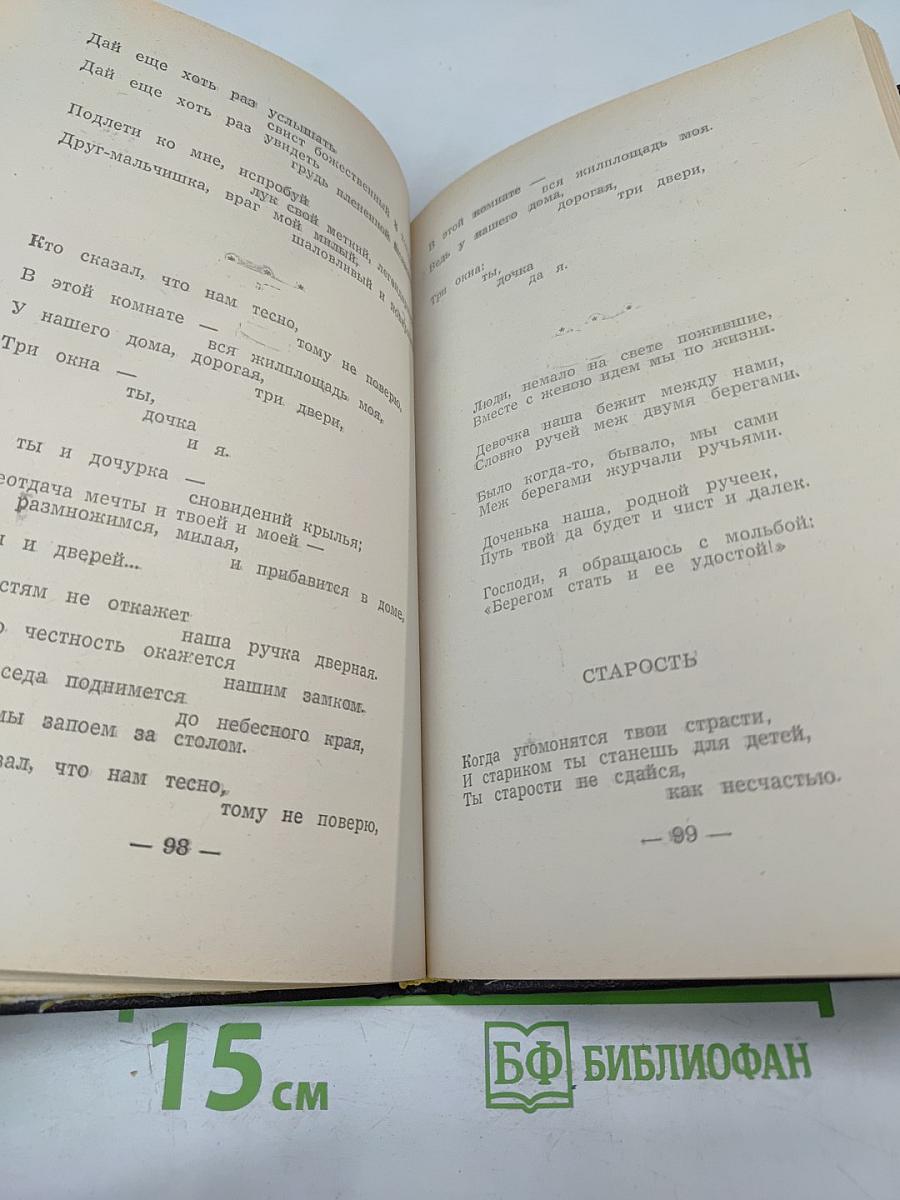 Дай еще хоть раз услышать
свист божественный и
Дай еще хоть раз увидеть
грудь плененной
Подлети ко мне, испробуй
лук свой меткий,
Друг-мальчишка, враг мой милый,
шаловливый и
Кто сказал, что нам тесно,
тому не поверю,
В этой комнате —
вся жилплощадь моя,
У нашего дома, дорогая,
три двери,
Три окна —
ты,
дочка
и я.
ты и дочурка —
сновидений крылья;
мечты и твоей и моей —
размножимся, милая,
и прибавится в доме,
и дверей...
не откажет
наша ручка дверная.
честность окажется
нашим замком.
поднимется
до небесного края,
запоем за столом.
что нам тесно,
тому не поверю,
— 98 —
В этой комнате —
вся жилплощадь моя.
Ведь у нашего дома,
дорогая,
три двери,
Три окна:
ты,
дочка
да я.
Люди, немало на свете пожившие,
Вместе с женою идем мы по жизни.
Девочка наша бежит между нами,
Словно ручей меж двумя берегами.
Было когда-то, бывало, мы сами
Меж берегами журчали ручьями.
Доченька наша, родной ручеек,
Путь твой да будет и чист и далек.
Господи, я обращаюсь с мольбой:
«Берегом стать и ее удостой!»
СТАРОСТЬ
Когда угомонятся твои страсти,
И стариком ты станешь для детей,
Ты старости не сдайся,
как несчастью.
— 99 —
15 см
БФ БИБЛИОФАН